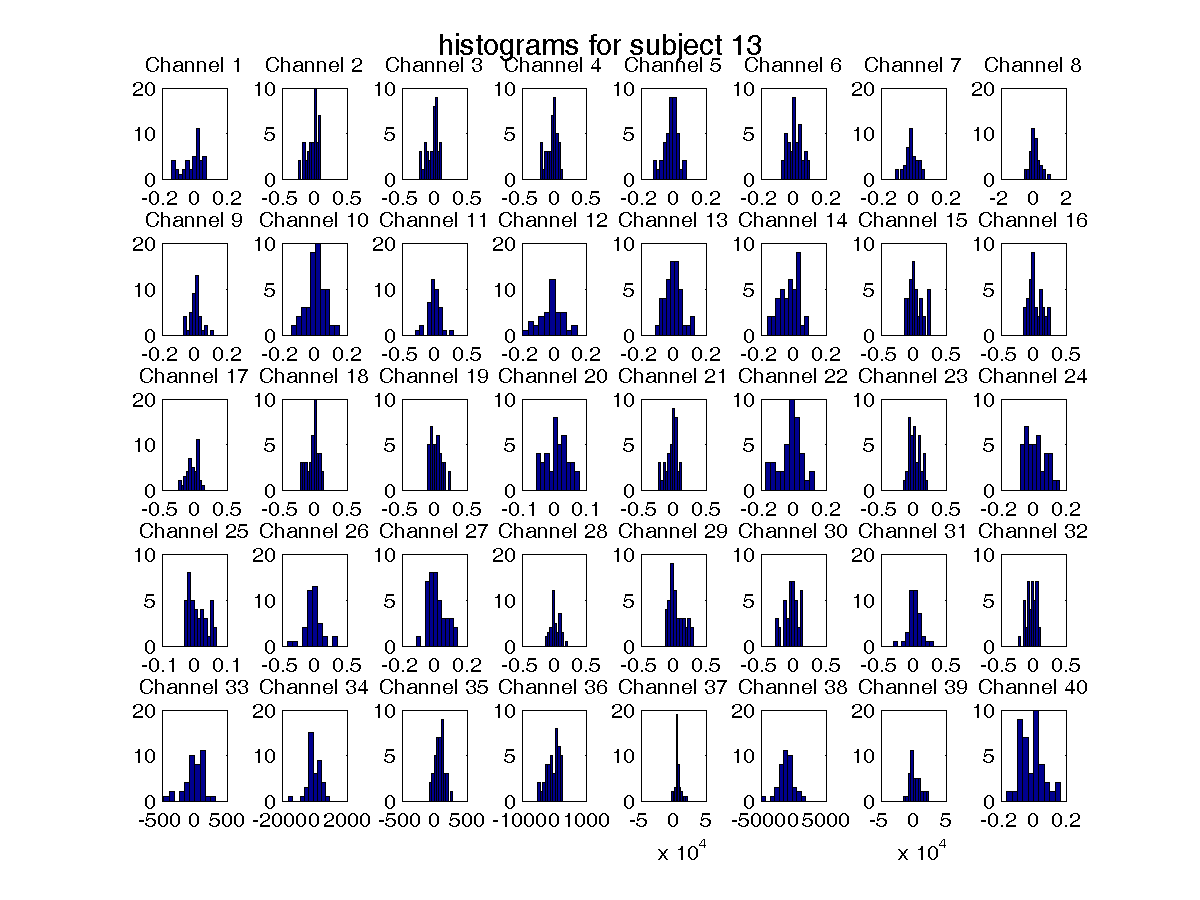 histograms for subject 13
Channel 1 Channel 2 Channel 3 Channel 4 Channel 5 Channel 6 Channel 7 Channel 8
20 10 10 10 10 10 20 20
10 5 5 5 5 5 10 10
0 0 0 0 0 0 0 0
-0.2 0 0.2 -0.5 0 0.5 -0.5 0 0.5 -0.5 0 0.5 -0.2 0 0.2 -0.2 0 0.2 -0.2 0 0.2 -2 0 2
Channel 9 Channel 10 Channel 11 Channel 12 Channel 13 Channel 14 Channel 15 Channel 16
20 10 20 20 10 10 10 10
10 5 10 10 5 5 5 5
0 0 0 0 0 0 0 0
-0.2 0 0.2 -0.2 0 0.2 -0.5 0 0.5 -0.2 0 0.2 -0.2 0 0.2 -0.2 0 0.2 -0.5 0 0.5 -0.5 0 0.5
Channel 17 Channel 18 Channel 19 Channel 20 Channel 21 Channel 22 Channel 23 Channel 24
20 10 10 10 10 10 10 10
10 5 5 5 5 5 5 5
0 0 0 0 0 0 0 0
-0.5 0 0.5 -0.5 0 0.5 -0.5 0 0.5 -0.1 0 0.1 -0.5 0 0.5 -0.2 0 0.2 -0.5 0 0.5 -0.2 0 0.2
Channel 25 Channel 26 Channel 27 Channel 28 Channel 29 Channel 30 Channel 31 Channel 32
10 20 10 20 10 10 20 10
5 10 5 10 5 5 10 5
0 0 0 0 0 0 0 0
-0.1 0 0.1 -0.5 0 0.5 -0.2 0 0.2 -0.5 0 0.5 -0.5 0 0.5 -0.5 0 0.5 -0.5 0 0.5 -0.5 0 0.5
Channel 33 Channel 34 Channel 35 Channel 36 Channel 37 Channel 38 Channel 39 Channel 40
20 20 10 10 20 20 20 10
10 10 5 5 10 10 10 5
0 0 0 0 0 0 0 0
-500 0 500 -2000 0 2000 -500 0 500 -1000 0 1000 -5 0 5 -5000 0 5000 -5 0 5 -0.2 0 0.2
x 10^4 x 10^4